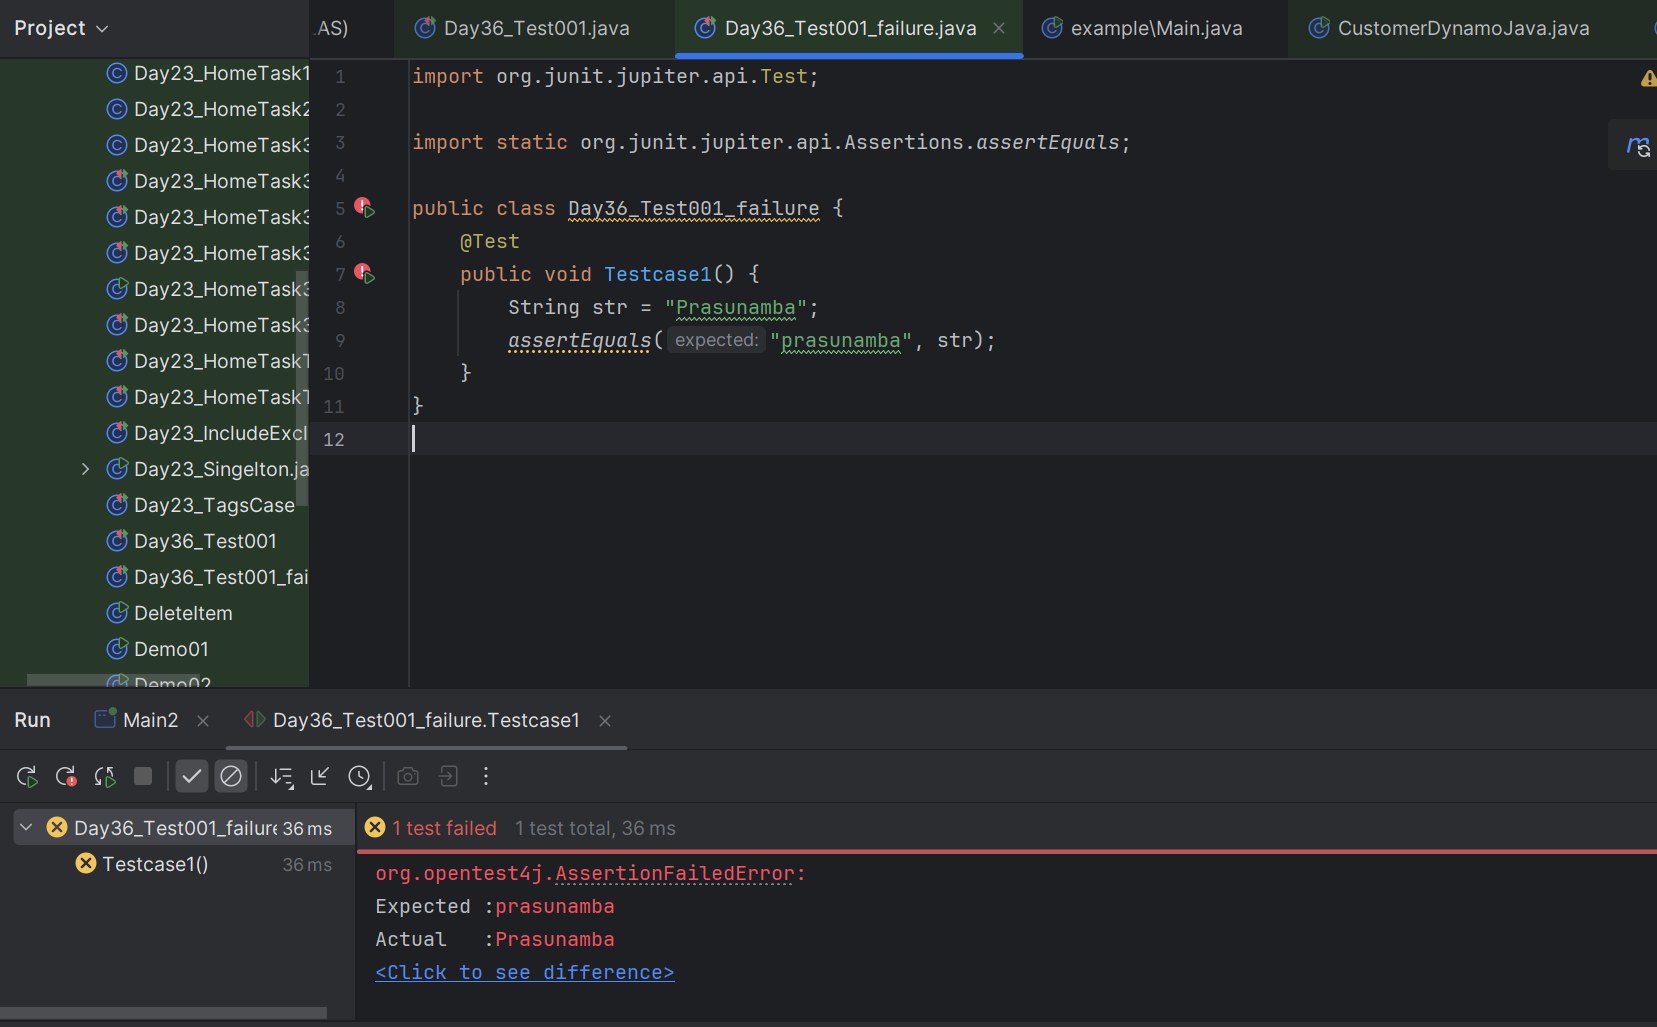 Project
.AS)
Day36_Test001.java
Day36_Test001_failure.java
example\Main.java
CustomerDynamoJava.java
Day23_HomeTask1
Day23_HomeTask2
Day23_HomeTask3
Day23_HomeTask3
Day23_HomeTask3
Day23_HomeTask3
Day23_HomeTask3
Day23_HomeTask3
Day23_HomeTaskT
Day23_HomeTaskT
Day23_IncludeExcl
Day23_Singelton.ja
Day23_TagsCase
Day36_Test001
Day36_Test001_fai
DeleteItem
Demo01
Demo02
1 import org.junit.jupiter.api.Test;
2
3 import static org.junit.jupiter.api.Assertions.assertEquals;
4
5 public class Day36_Test001_failure {
6 @Test
7 public void Testcase1() {
8 String str = "Prasunamba";
9 assertEquals( expected: "prasunamba", str);
10 }
11 }
12
Run
Main2
Day36_Test001_failure.Testcase1
Day36_Test001_failure 36 ms
Testcase1() 36 ms
1 test failed 1 test total, 36 ms
org.opentest4j.AssertionFailedError:
Expected :prasunamba
Actual :Prasunamba
<Click to see difference>